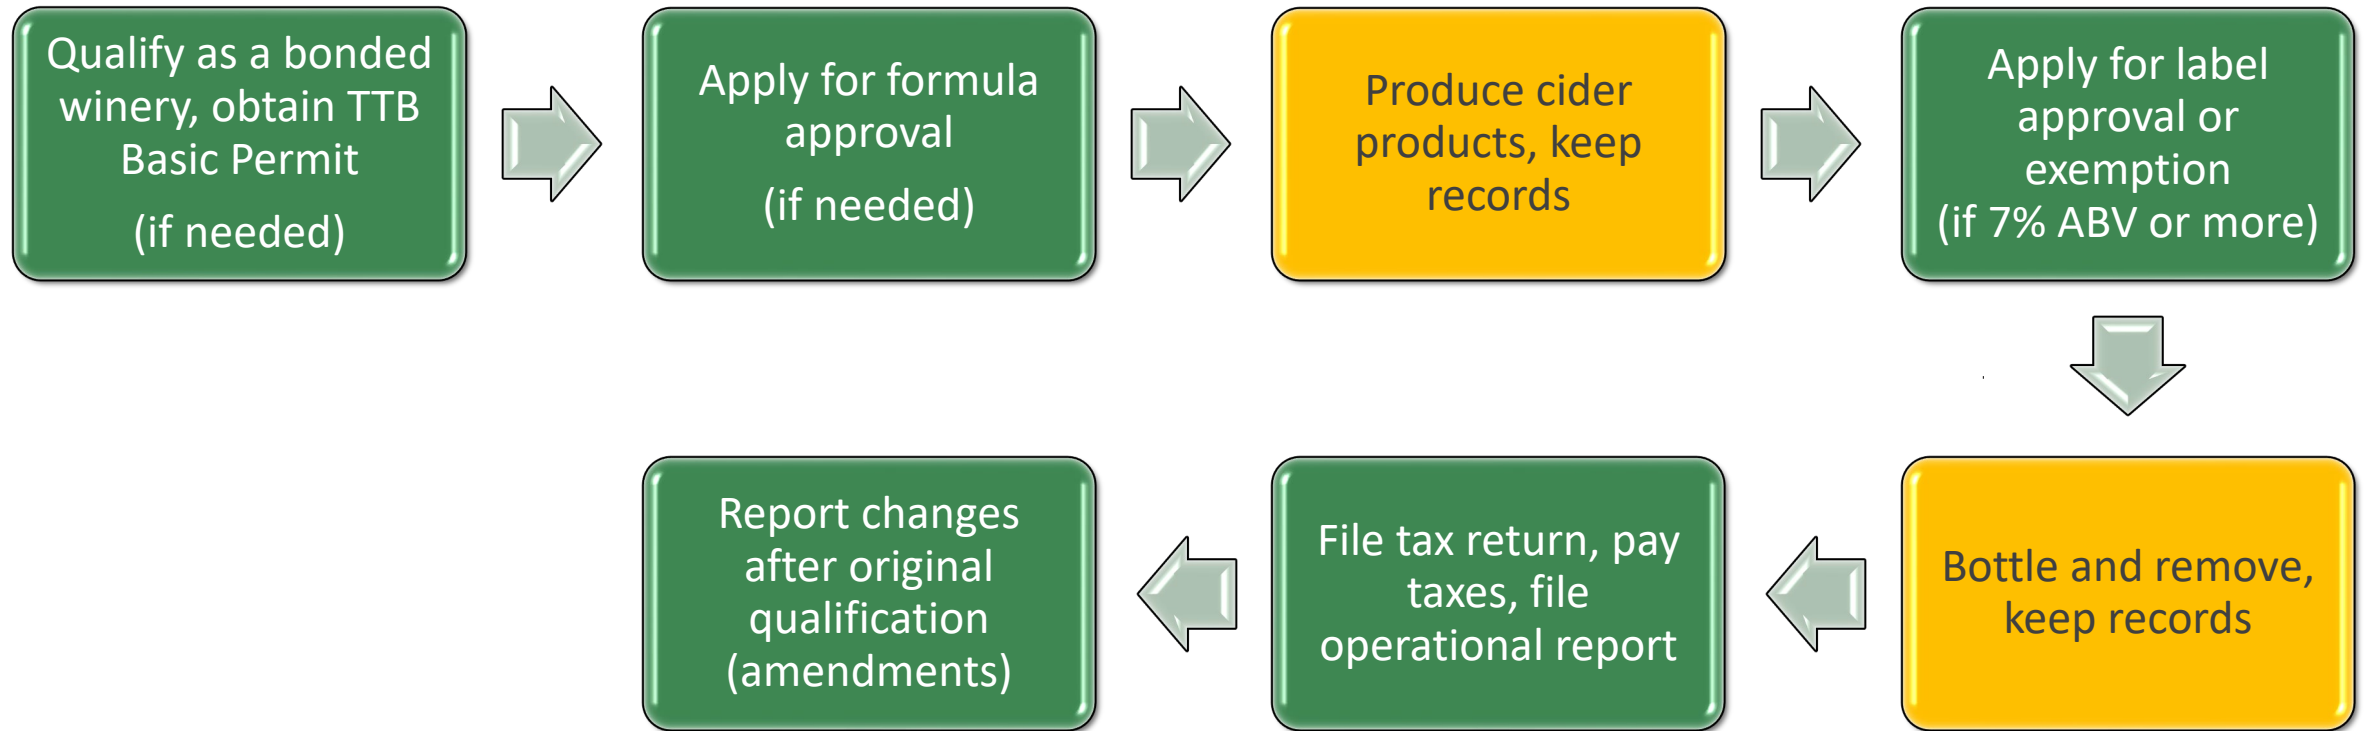 Qualify as a bonded
winery, obtain TTB
Basic Permit
(if needed)
Apply for formula
approval
(if needed)
Produce cider
products, keep
records
Apply for label
approval or
exemption
(if 7% ABV or more)
Bottle and remove,
keep records
File tax return, pay
taxes, file
operational report
Report changes
after original
qualification
(amendments)